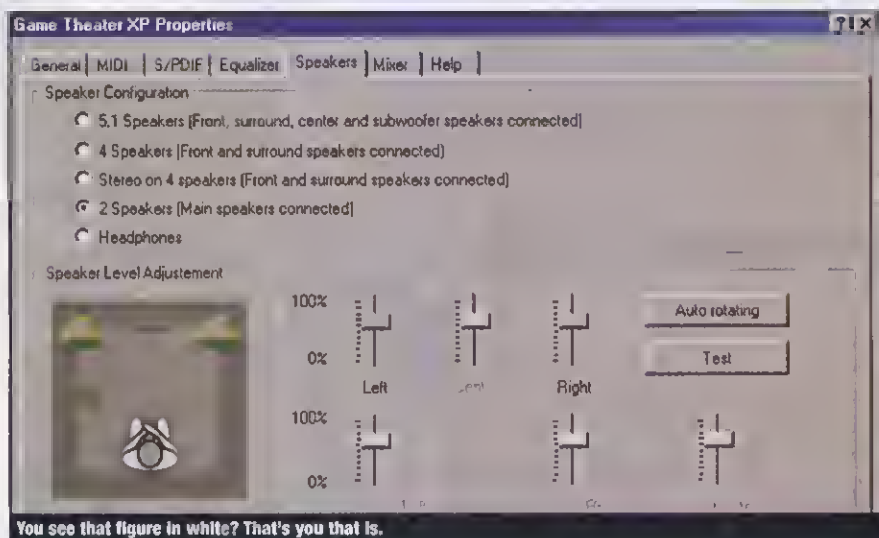 Game Theater XP Properties
General MIDI S/PDIF Equalizer Speakers Mixer Help
Speaker Configuration
5.1 Speakers (Front, surround, center and subwoofer speakers connected)
4 Speakers (Front and surround speakers connected)
Stereo on 4 speakers (Front and surround speakers connected)
2 Speakers (Main speakers connected)
Headphones
Speaker Level Adjustement
100%
Auto rotating
0%
Test
Left Right
100%
0%
You see that figure in white? That's you that is.